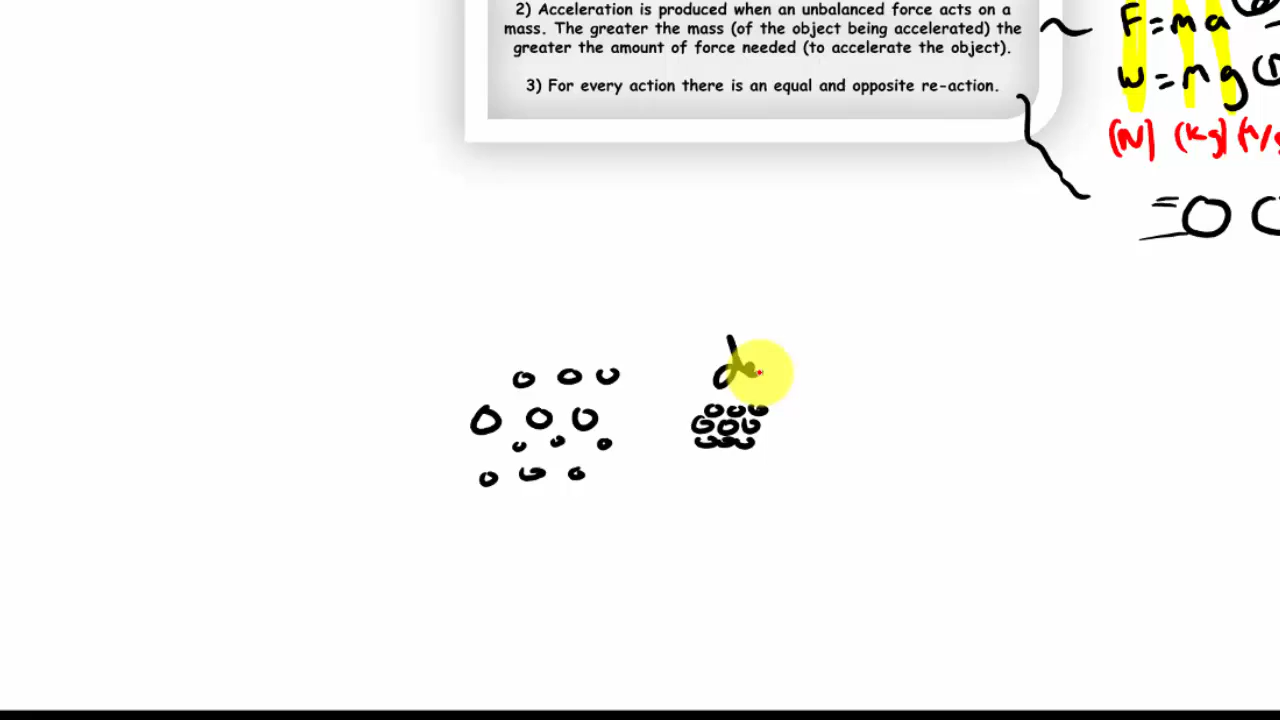 2) Acceleration is produced when an unbalanced force acts on a
mass. The greater the mass (of the object being accelerated) the
greater the amount of force needed (to accelerate the object).
3) For every action there is an equal and opposite re-action.
F = ma
W = mg
(N) (kg)